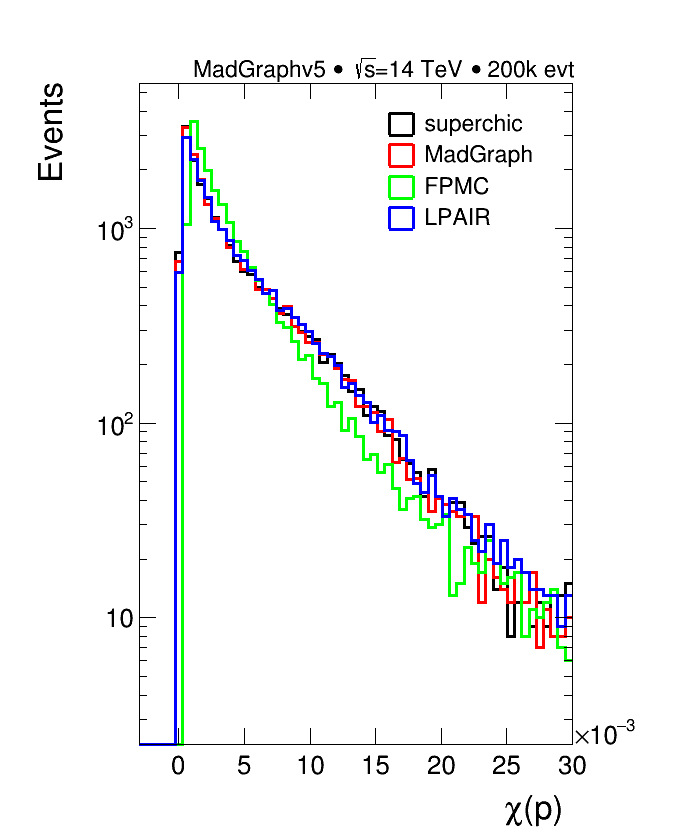 MadGraphv5 • √s=14 TeV • 200k evt
Events
superchic
MadGraph
FPMC
LPAIR
10³
10²
10
0 5 10 15 20 25 30
×10⁻³
χ(p)